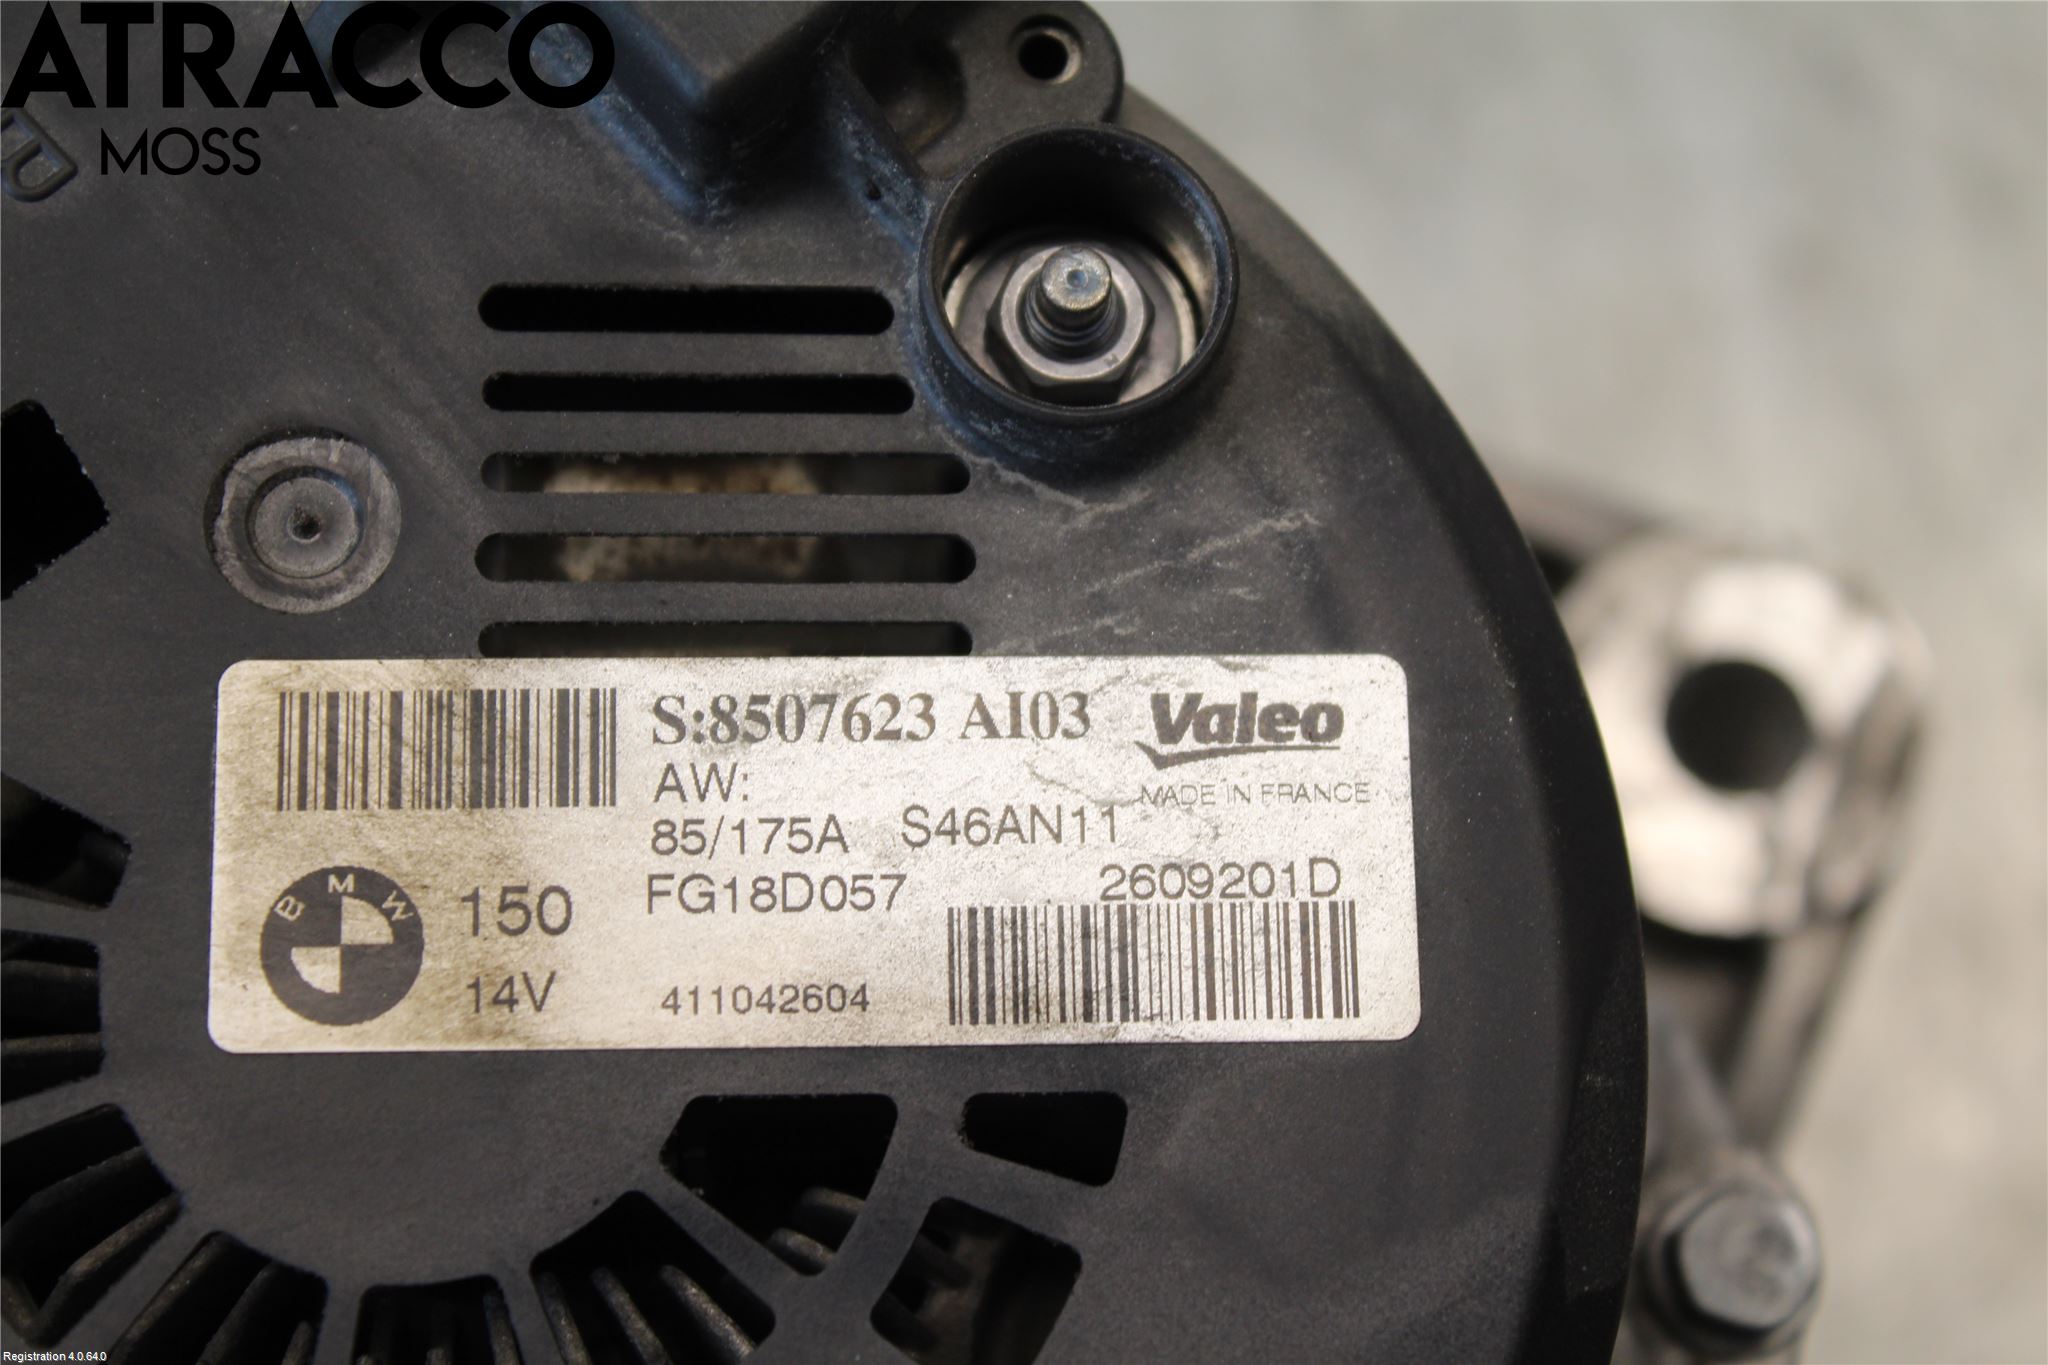 ATRACCO
MOSS
S:8507623 AI03
Valeo
AW:
MADE IN FRANCE
85/175A S46AN11
FG18D057
2609201D
BMW
150
14V
411042604
Registration 4.0.64.0